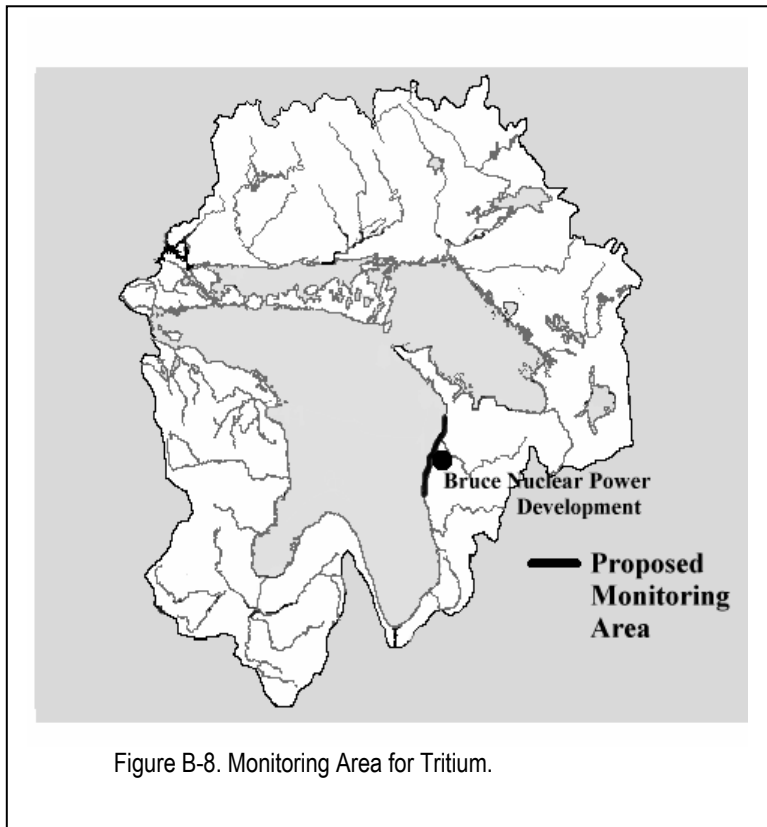 Bruce Nuclear Power
Development
Proposed
Monitoring
Area
Figure B-8. Monitoring Area for Tritium.